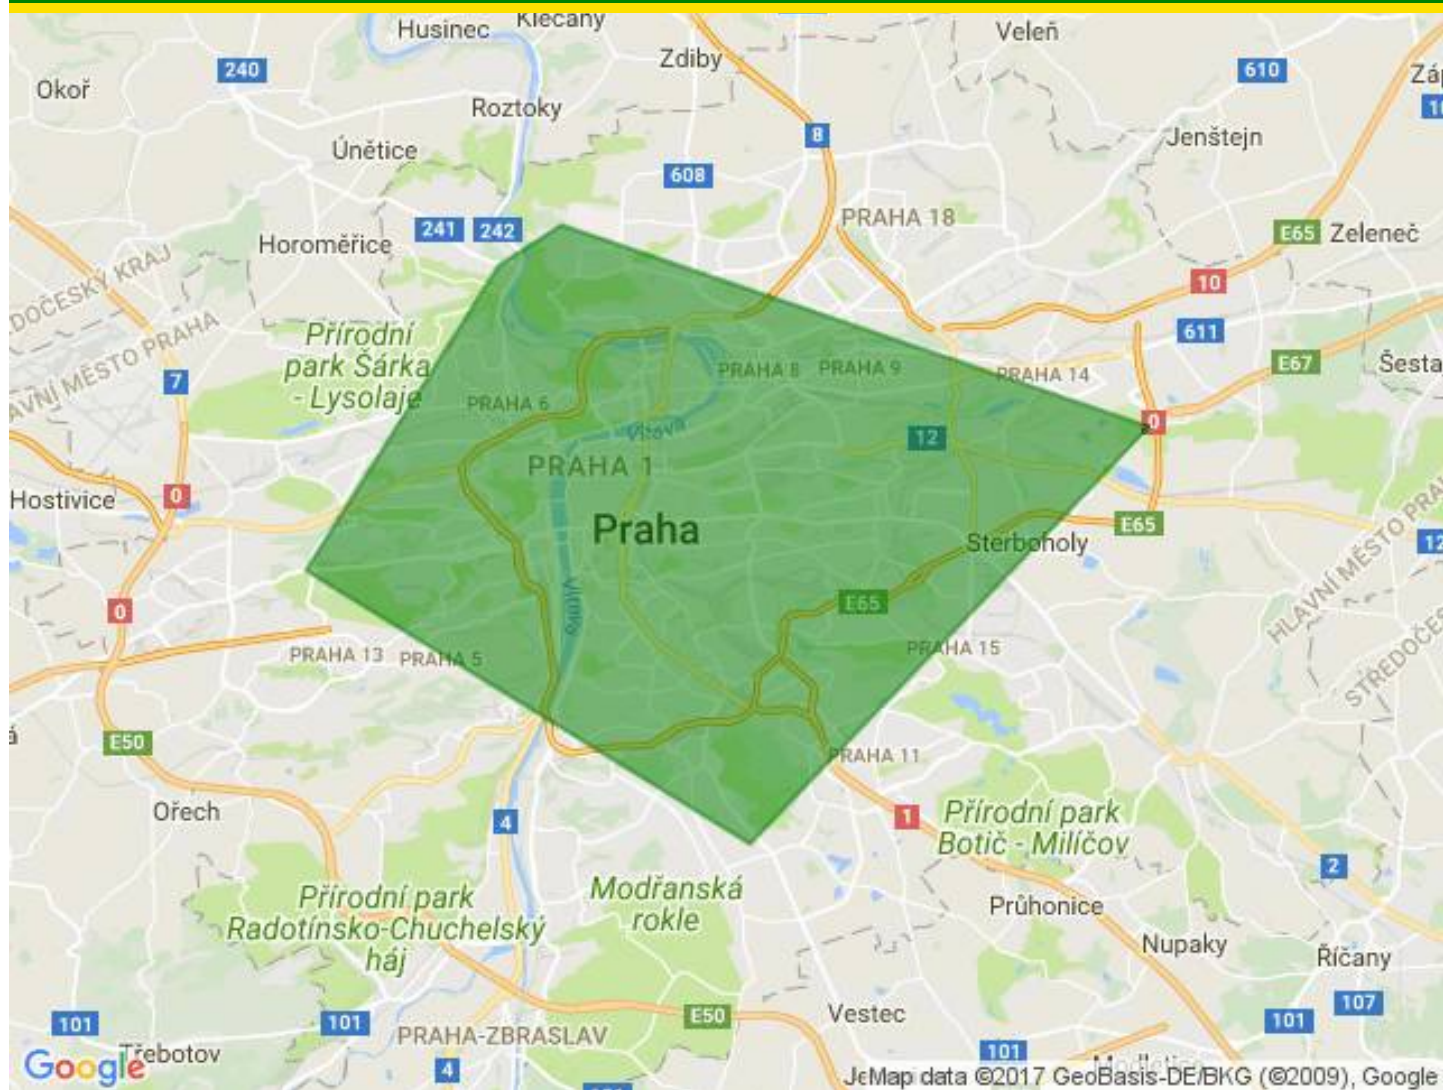 Husinec
Klecany
Veleň
Zdiby
240
610
Okoř
Roztoky
8
Jenštejn
Únětice
608
PRAHA 18
241
242
Horoměřice
E65
Zeleneč
10
Přírodní
park Šárka
- Lysolaje
611
7
PRAHA 8
PRAHA 9
PRAHA 14
E67
PRAHA 6
Vltava
12
0
PRAHA 1
Hostivice
0
Praha
E65
Sterboholy
HLAVNÍ MĚSTO
0
Vltava
E65
PRAHA 13
PRAHA 5
PRAHA 15
E50
PRAHA 11
Ořech
4
1
Přírodní park
Botič - Milíčov
2
Přírodní park
Radotínsko-Chuchelský
háj
Modřanská
rokle
Průhonice
Nupaky
Říčany
107
101
101
PRAHA-ZBRASLAV
E50
Vestec
101
Google
Třebotov
4
101
Map data ©2017 GeoBasis-DE/BKG (©2009), Google